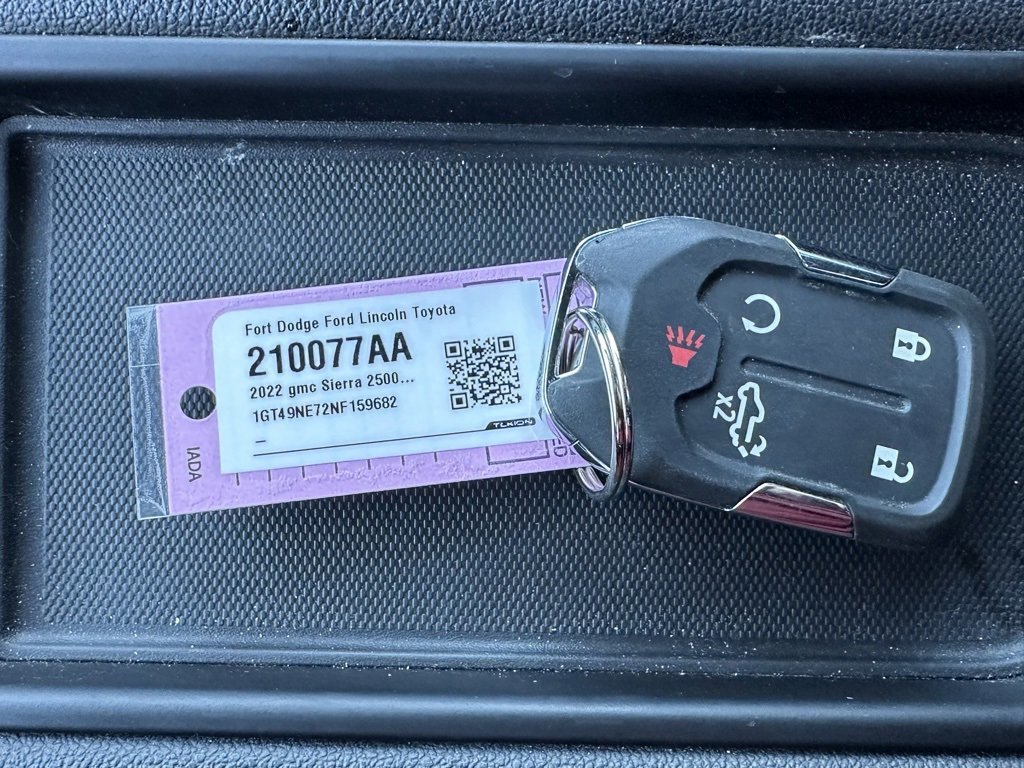 Fort Dodge Ford Lincoln Toyota
210077AA
2022 gmc Sierra 2500...
1GT49NE72NF159682
TEKION
IADA
X2